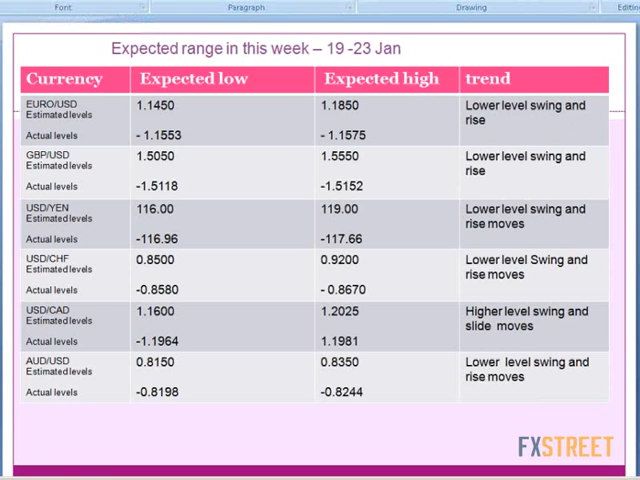 Font Paragraph Drawing Editin
Expected range in this week – 19 -23 Jan
Currency Expected low Expected high trend
EURO/USD 1.1450 1.1850 Lower level swing and
Estimated levels rise
Actual levels - 1.1553 - 1.1575
GBP/USD 1.5050 1.5550 Lower level swing and
Estimated levels rise
Actual levels -1.5118 -1.5152
USD/YEN 116.00 119.00 Lower level swing and
Estimated levels rise moves
Actual levels -116.96 -117.66
USD/CHF 0.8500 0.9200 Lower level Swing and
Estimated levels rise moves
Actual levels -0.8580 - 0.8670
USD/CAD 1.1600 1.2025 Higher level swing and
Estimated levels slide moves
Actual levels -1.1964 1.1981
AUD/USD 0.8150 0.8350 Lower level swing and
Estimated levels rise moves
Actual levels -0.8198 -0.8244
FXSTREET